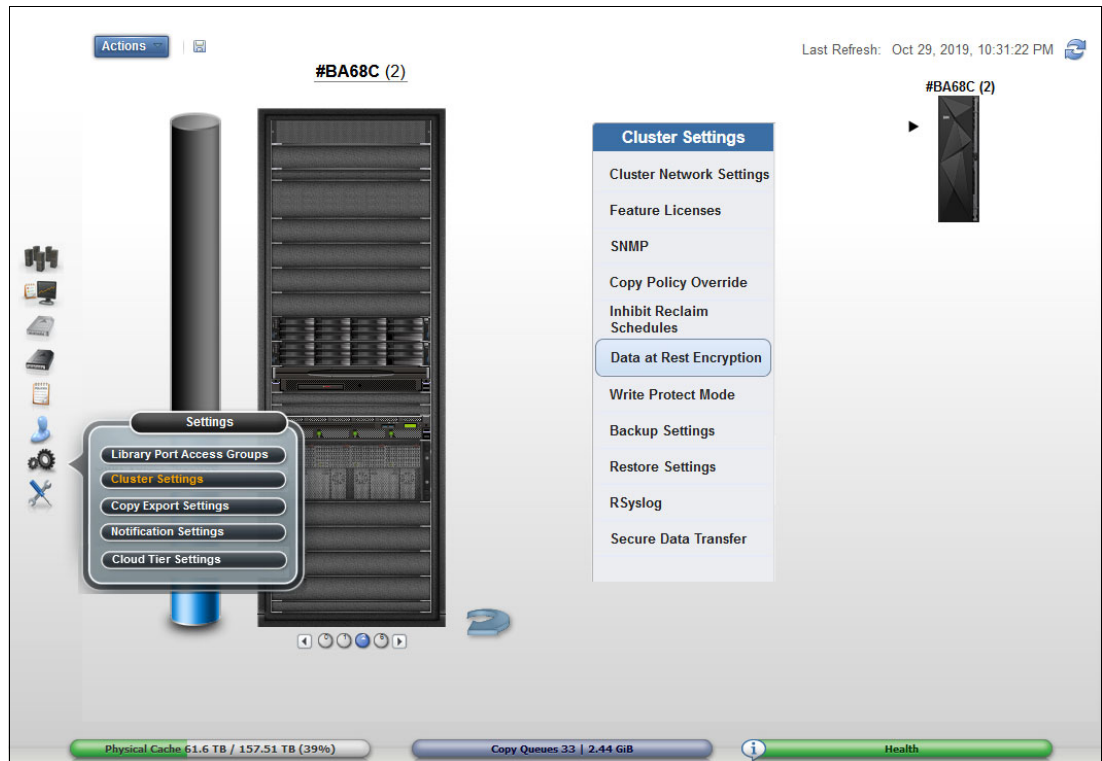 Actions
Last Refresh: Oct 29, 2019, 10:31:22 PM
#BA68C (2)
#BA68C (2)
Cluster Settings
Cluster Network Settings
Feature Licenses
SNMP
Copy Policy Override
Inhibit Reclaim
Schedules
Data at Rest Encryption
Write Protect Mode
Backup Settings
Restore Settings
RSyslog
Secure Data Transfer
Settings
Library Port Access Groups
Cluster Settings
Copy Export Settings
Notification Settings
Cloud Tier Settings
Physical Cache 61.6 TB / 157.51 TB (39%)
Copy Queues 33 | 2.44 GiB
i
Health